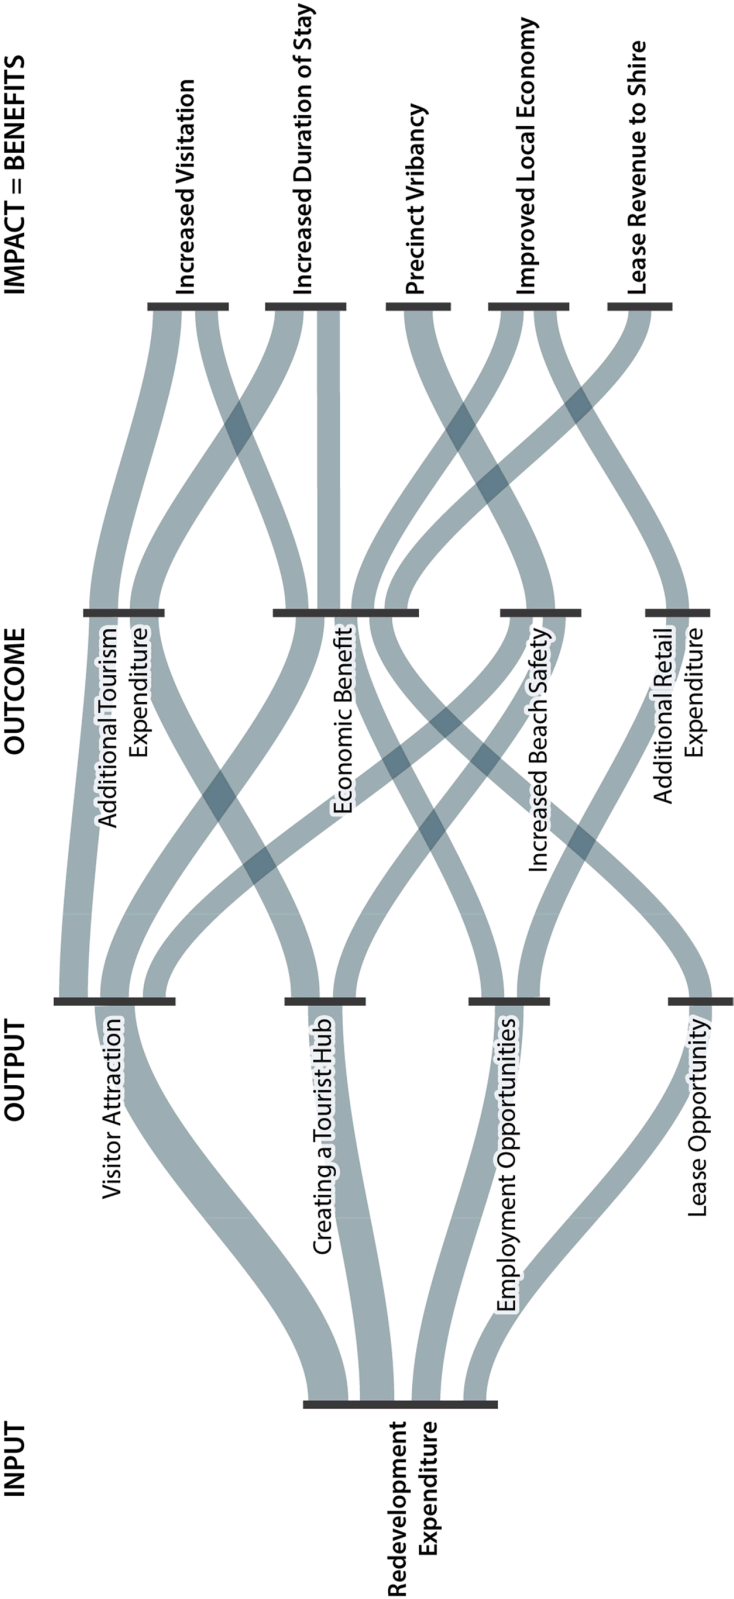 INPUT
OUTPUT
OUTCOME
IMPACT = BENEFITS
Redevelopment
Expenditure
Visitor Attraction
Creating a Tourist Hub
Employment Opportunities
Lease Opportunity
Additional Tourism
Expenditure
Economic Benefit
Increased Beach Safety
Additional Retail
Expenditure
Increased Visitation
Increased Duration of Stay
Precinct Vribancy
Improved Local Economy
Lease Revenue to Shire